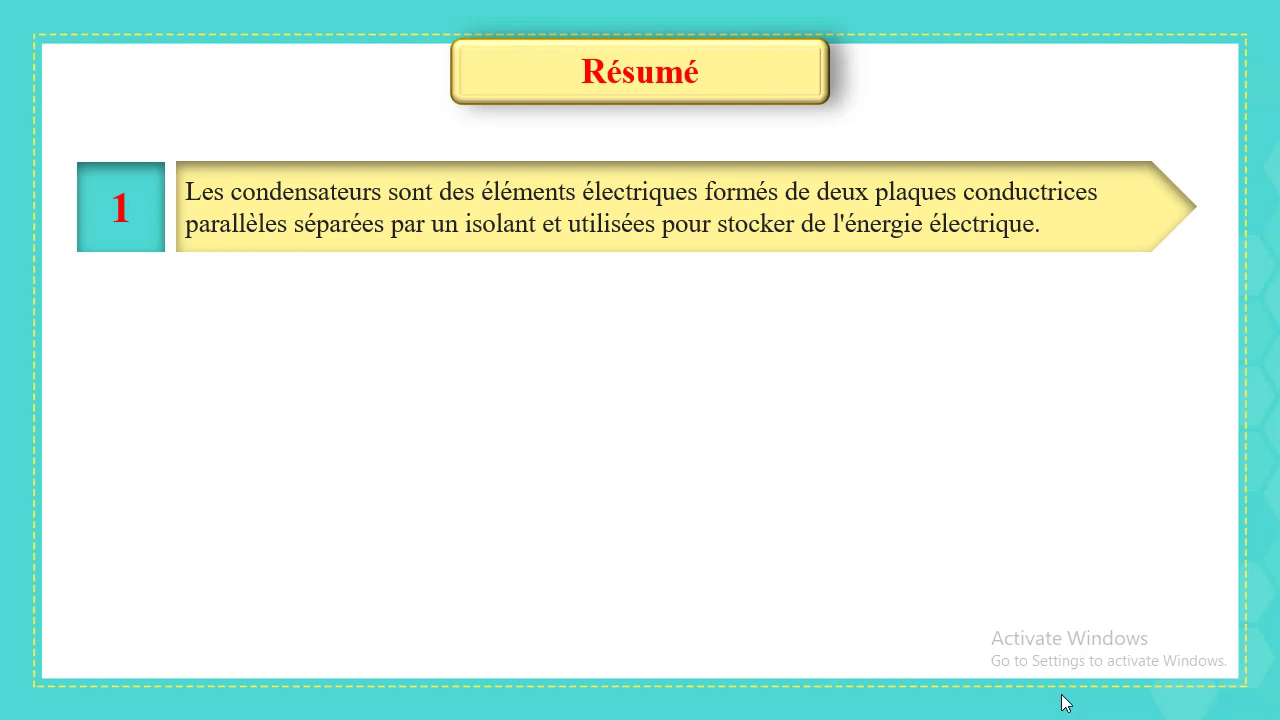 Résumé
1
Les condensateurs sont des éléments électriques formés de deux plaques conductrices
parallèles séparées par un isolant et utilisées pour stocker de l'énergie électrique.
Activate Windows
Go to Settings to activate Windows.